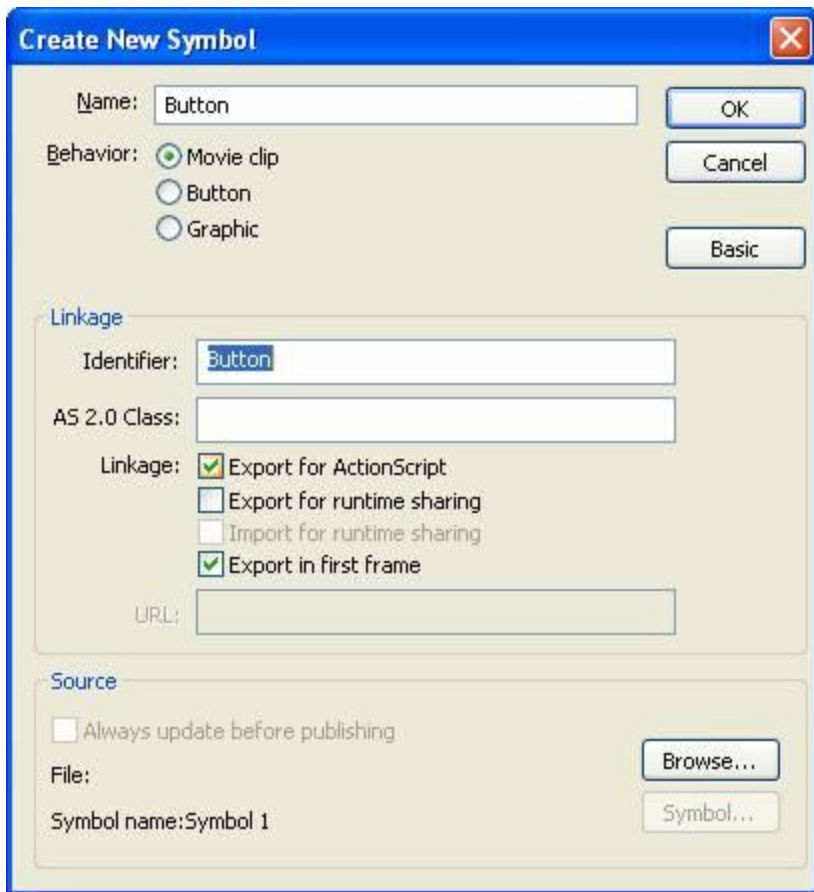 Create New Symbol
Name: Button
OK
Behavior: Movie clip
Cancel
Button
Graphic
Basic
Linkage
Identifier: Button
AS 2.0 Class:
Linkage: Export for ActionScript
Export for runtime sharing
Import for runtime sharing
Export in first frame
URL:
Source
Always update before publishing
Browse...
File:
Symbol name:Symbol 1
Symbol...